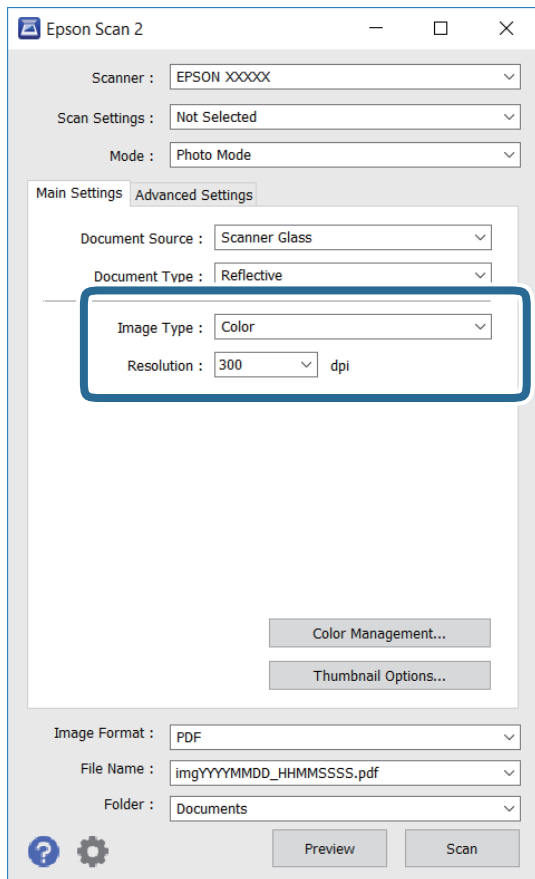 Epson Scan 2
Scanner : EPSON XXXXX
Scan Settings : Not Selected
Mode : Photo Mode
Main Settings Advanced Settings
Document Source : Scanner Glass
Document Type : Reflective
Image Type : Color
Resolution : 300 dpi
Color Management...
Thumbnail Options...
Image Format : PDF
File Name : imgYYYYMMDD_HHMMSSSS.pdf
Folder : Documents
? Preview Scan